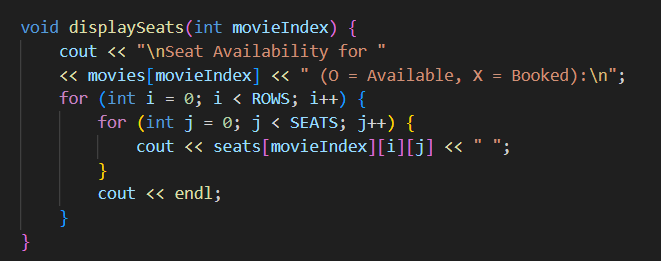 void displaySeats(int movieIndex) {
    cout << "\nSeat Availability for "
    << movies[movieIndex] << " (O = Available, X = Booked):\n";
    for (int i = 0; i < ROWS; i++) {
        for (int j = 0; j < SEATS; j++) {
            cout << seats[movieIndex][i][j] << " ";
        }
        cout << endl;
    }
}